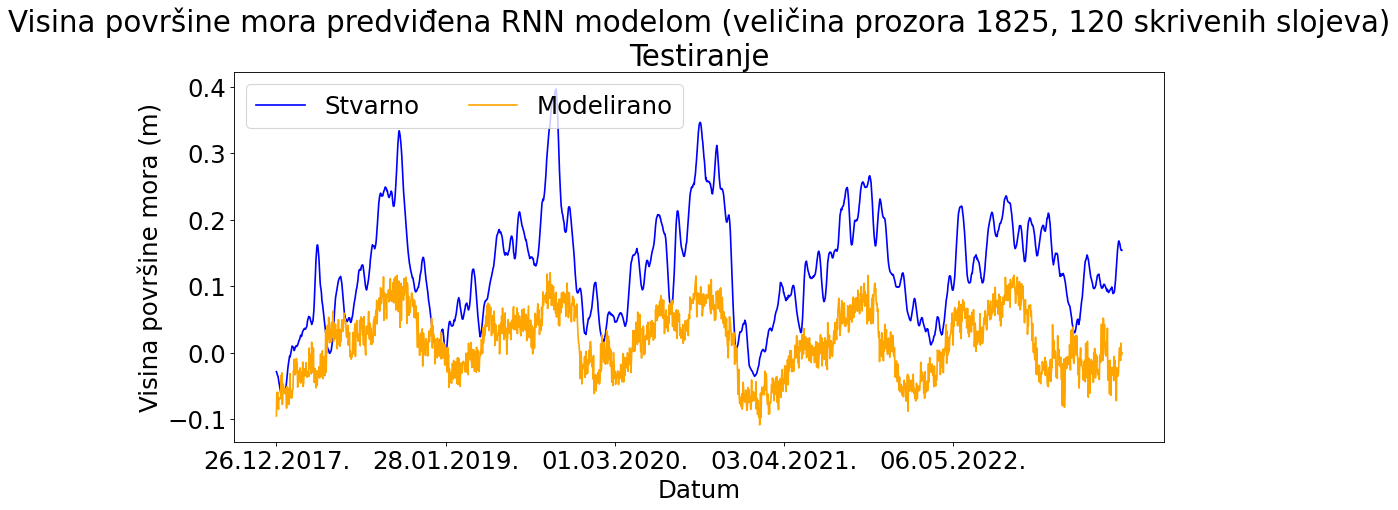 Visina površine mora predviđena RNN modelom (veličina prozora 1825, 120 skrivenih slojeva)
Testiranje
Stvarno
Modelirano
Visina površine mora (m)
0.4
0.3
0.2
0.1
0.0
−0.1
26.12.2017.
28.01.2019.
01.03.2020.
03.04.2021.
06.05.2022.
Datum